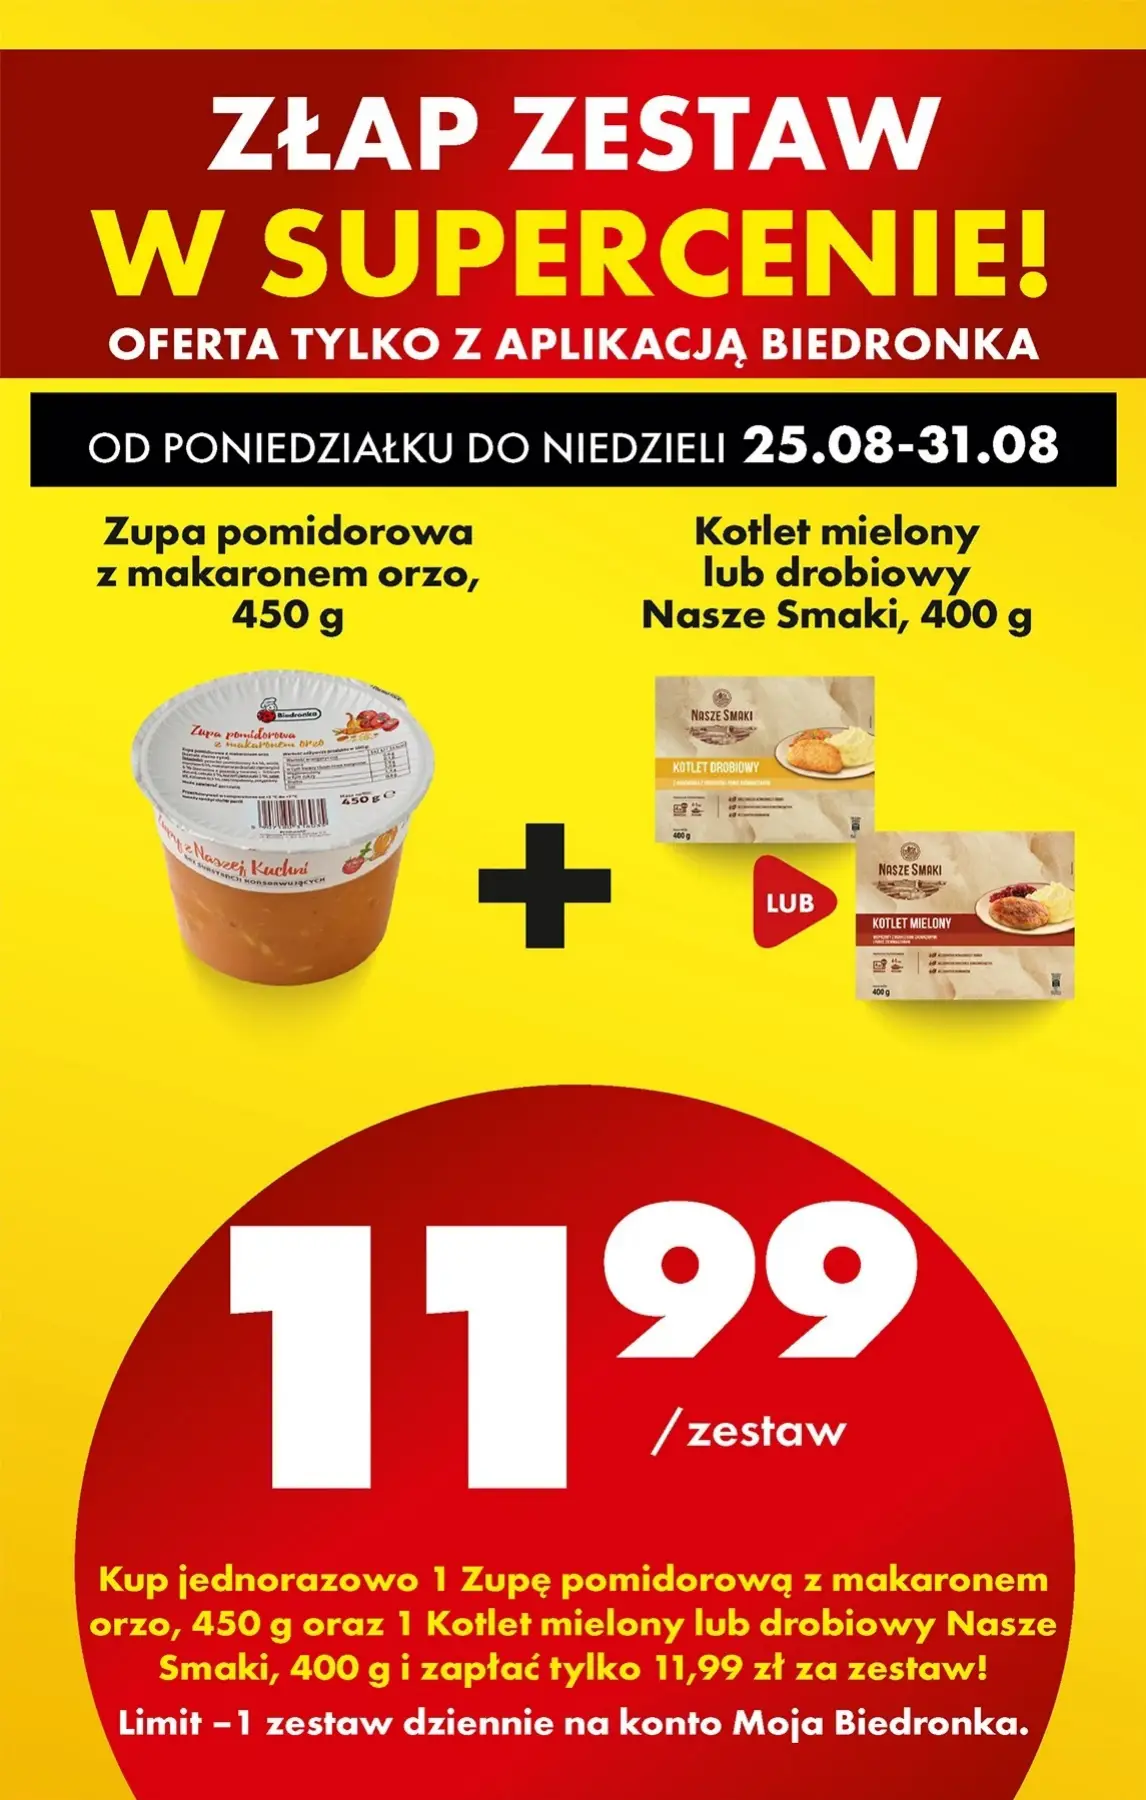 ZŁAP ZESTAW
W SUPERCENIE!
OFERTA TYLKO Z APLIKACJĄ BIEDRONKA
OD PONIEDZIAŁKU DO NIEDZIELI 25.08-31.08
Zupa pomidorowa
z makaronem orzo,
450 g
Kotlet mielony
lub drobiowy
Nasze Smaki, 400 g
Biedronka
Zupa pomidorowa
z makaronem orzo
450 g
Zupy z Naszej Kuchni
BEZ SUBSTANCJI KONSERWUJĄCYCH
NASZE SMAKI
KOTLET DROBIOWY
400 g
LUB
NASZE SMAKI
KOTLET MIELONY
400 g
11 99
/zestaw
Kup jednorazowo 1 Zupę pomidorową z makaronem
orzo, 450 g oraz 1 Kotlet mielony lub drobiowy Nasze
Smaki, 400 g i zapłać tylko 11,99 zł za zestaw!
Limit –1 zestaw dziennie na konto Moja Biedronka.